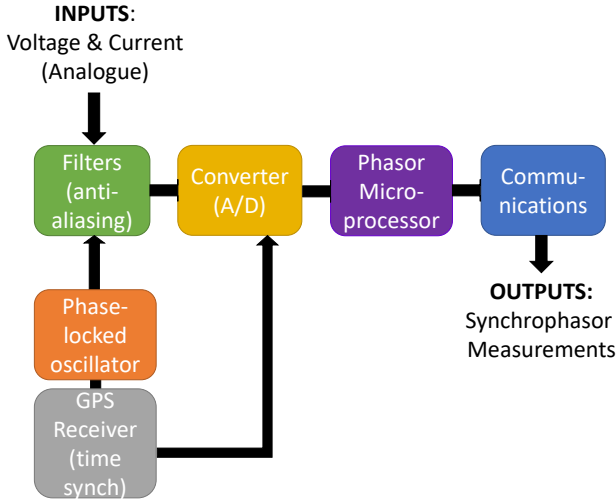 INPUTS:
Voltage & Current
(Analogue)
Filters
(anti-
aliasing)
Converter
(A/D)
Phasor
Micro-
processor
Commu-
nications
OUTPUTS:
Synchrophasor
Measurements
Phase-
locked
oscillator
GPS
Receiver
(time
synch)